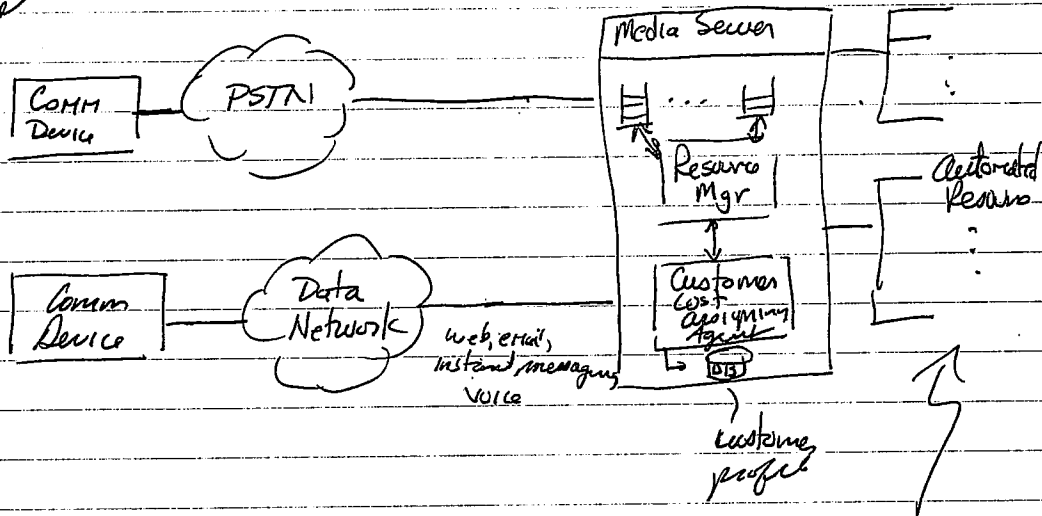 Media Server
COMM
Device
PSTN
Resource
Mgr
Automated
Comm
Device
Data
Network
web, email,
instant, messaging
voice
Customer
Cost
assigning
Agent
DB
customer
profile